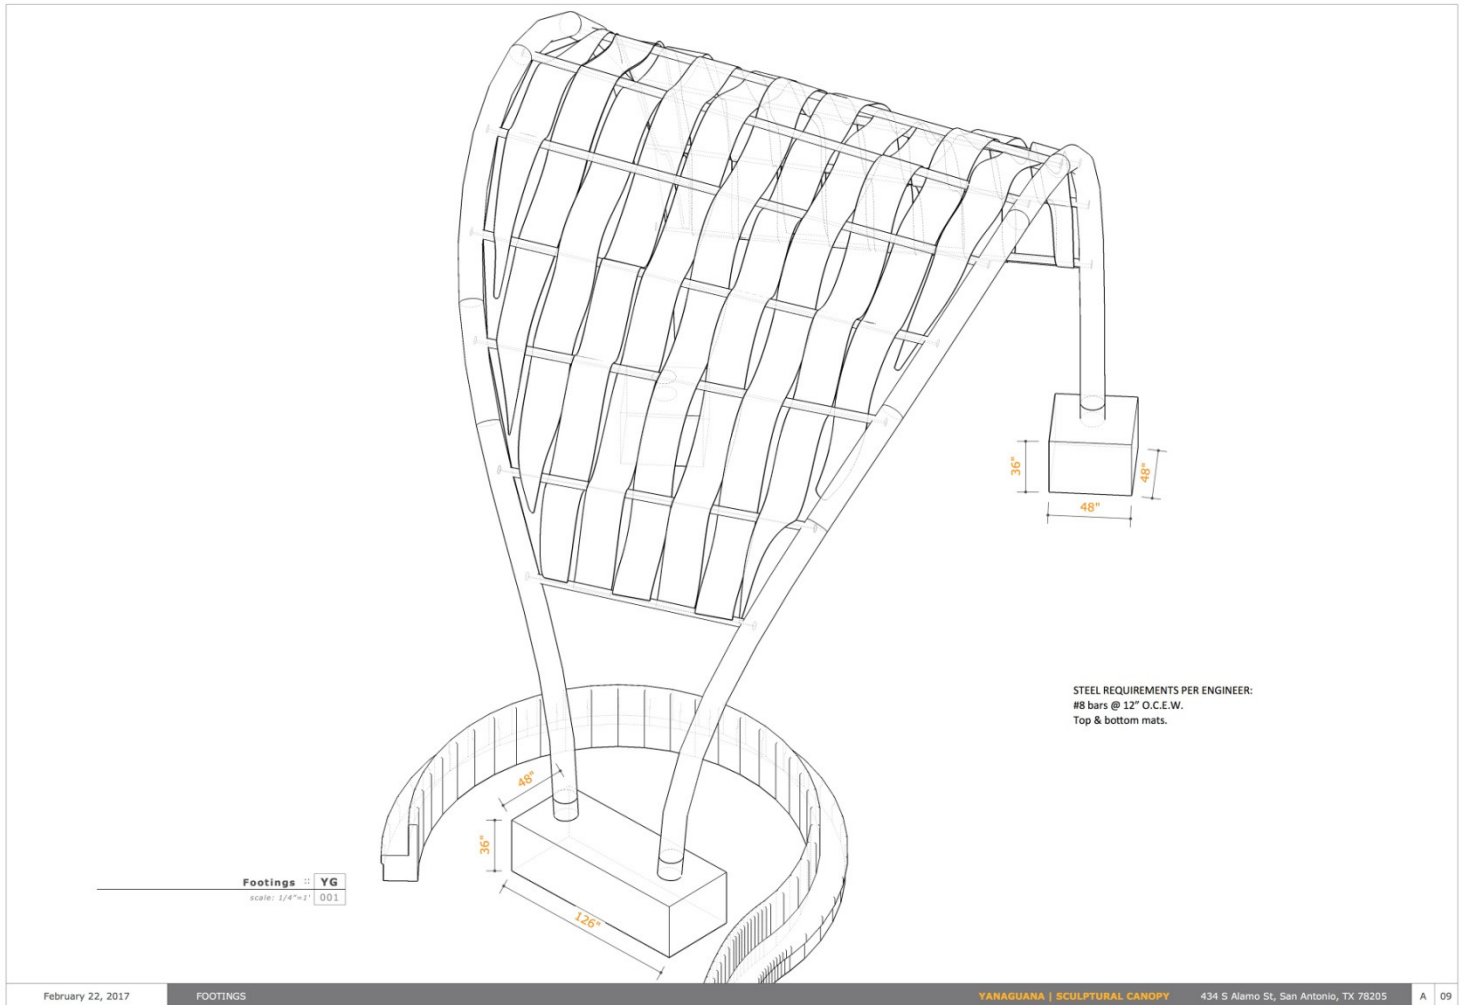 36"
48"
48"
STEEL REQUIREMENTS PER ENGINEER:
#8 bars @ 12” O.C.E.W.
Top & bottom mats.
48"
36"
126"
Footings :: YG
scale: 1/4"=1' 001
February 22, 2017 FOOTINGS YANAGUANA | SCULPTURAL CANOPY 434 S Alamo St, San Antonio, TX 78205 A 09